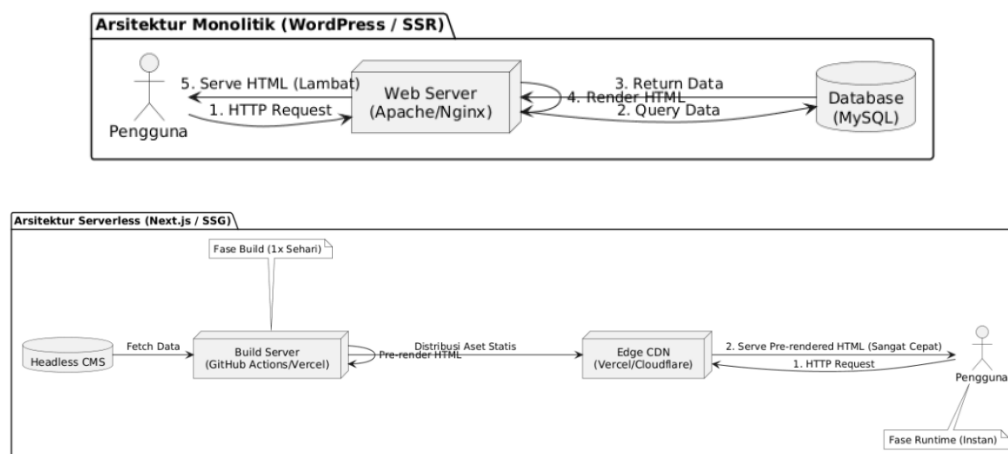 Arsitektur Monolitik (WordPress / SSR)
5. Serve HTML (Lambat)
1. HTTP Request
Pengguna
Web Server
(Apache/Nginx)
3. Return Data
4. Render HTML
2. Query Data
Database
(MySQL)
Arsitektur Serverless (Next.js / SSG)
Fase Build (1x Sehari)
Headless CMS
Fetch Data
Build Server
(GitHub Actions/Vercel)
Distribusi Aset Statis
Pre-render HTML
Edge CDN
(Vercel/Cloudflare)
2. Serve Pre-rendered HTML (Sangat Cepat)
1. HTTP Request
Pengguna
Fase Runtime (Instan)